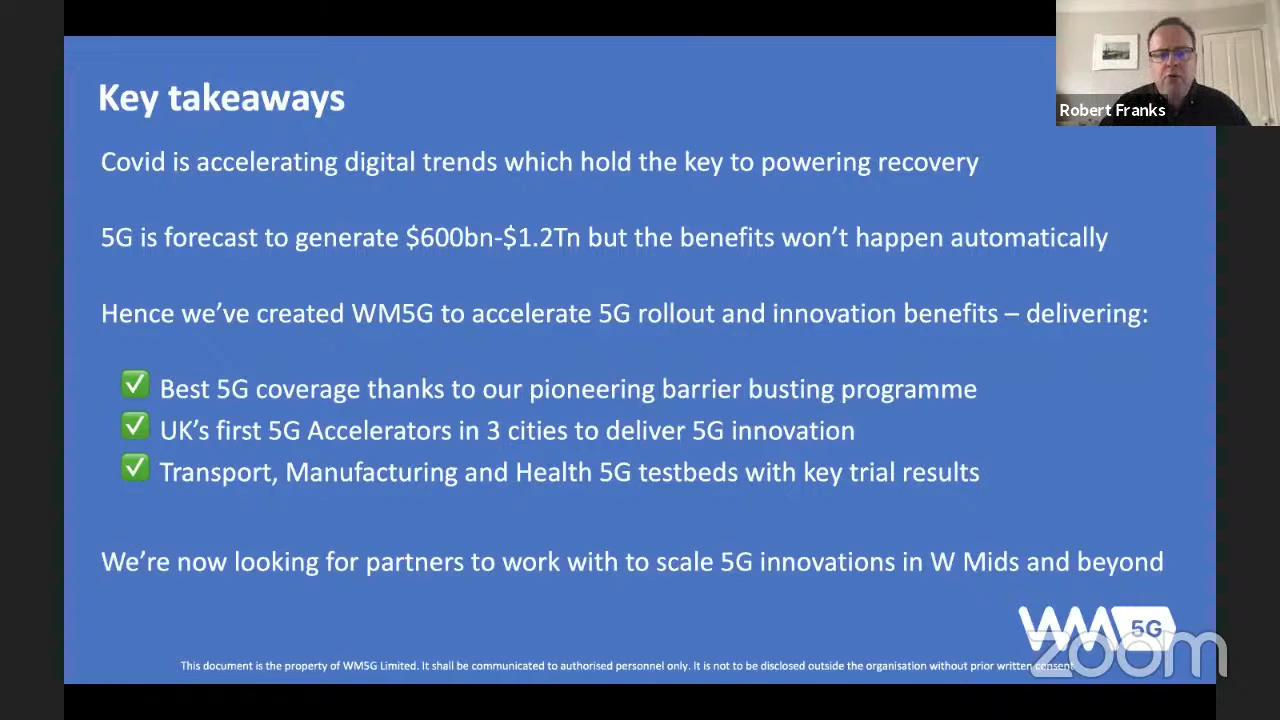 Key takeaways
Robert Franks
Covid is accelerating digital trends which hold the key to powering recovery
5G is forecast to generate $600bn-$1.2Tn but the benefits won’t happen automatically
Hence we’ve created WM5G to accelerate 5G rollout and innovation benefits – delivering:
✅ Best 5G coverage thanks to our pioneering barrier busting programme
✅ UK’s first 5G Accelerators in 3 cities to deliver 5G innovation
✅ Transport, Manufacturing and Health 5G testbeds with key trial results
We’re now looking for partners to work with to scale 5G innovations in W Mids and beyond
WM 5G
zoom
This document is the property of WM5G Limited. It shall be communicated to authorised personnel only. It is not to be disclosed outside the organisation without prior written consent